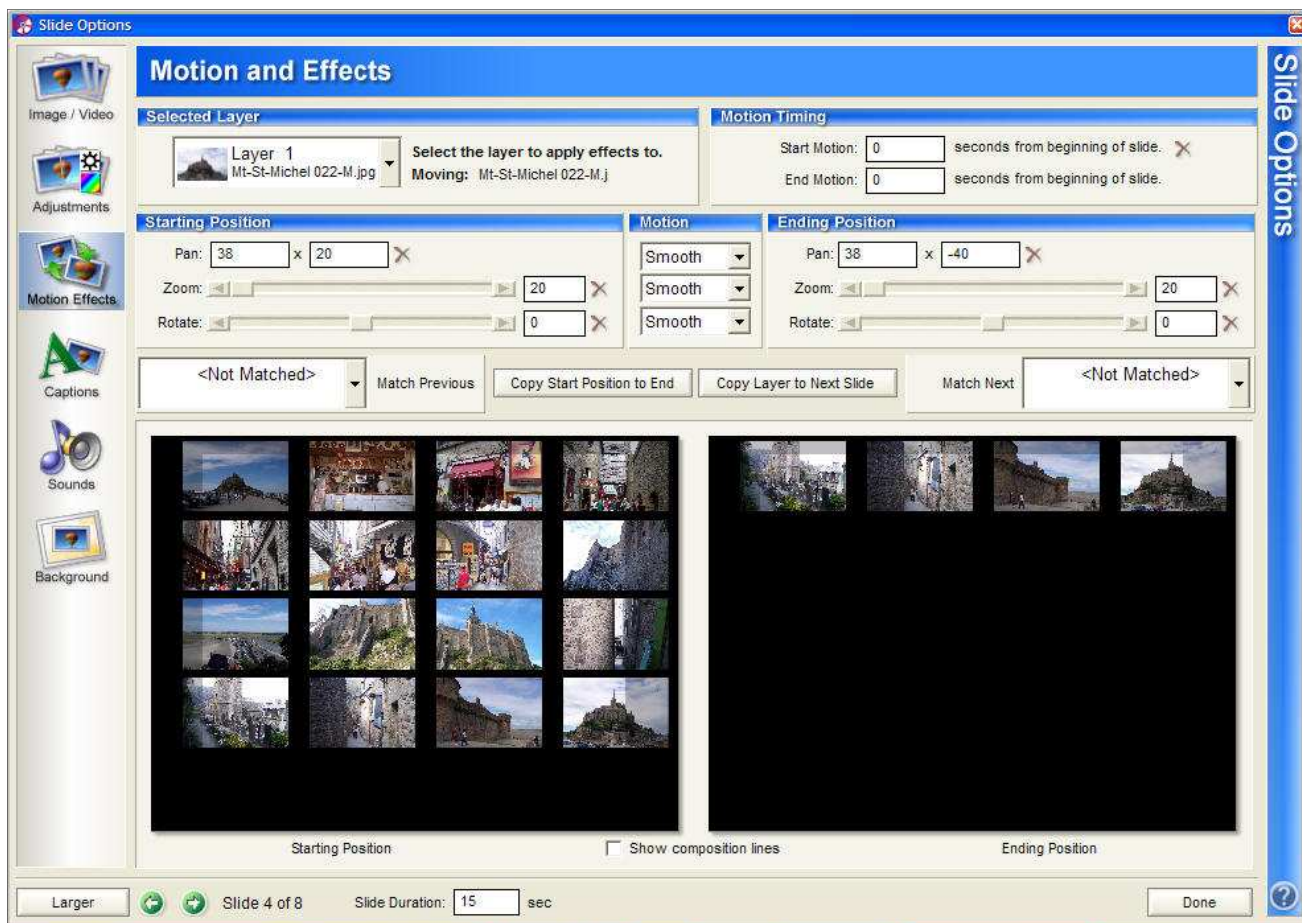 Slide Options
Image / Video
Adjustments
Motion Effects
Captions
Sounds
Background
Motion and Effects
Selected Layer
Layer 1
Mt-St-Michel 022-M.jpg
Select the layer to apply effects to.
Moving: Mt-St-Michel 022-M.j
Motion Timing
Start Motion: 0 seconds from beginning of slide.
End Motion: 0 seconds from beginning of slide.
Starting Position
Pan: 38 x 20
Zoom: 20
Rotate: 0
Motion
Smooth
Smooth
Smooth
Ending Position
Pan: 38 x -40
Zoom: 20
Rotate: 0
<Not Matched> Match Previous
Copy Start Position to End
Copy Layer to Next Slide
Match Next <Not Matched>
Starting Position
Show composition lines
Ending Position
Larger
Slide 4 of 8
Slide Duration: 15 sec
Done
Slide Options
?